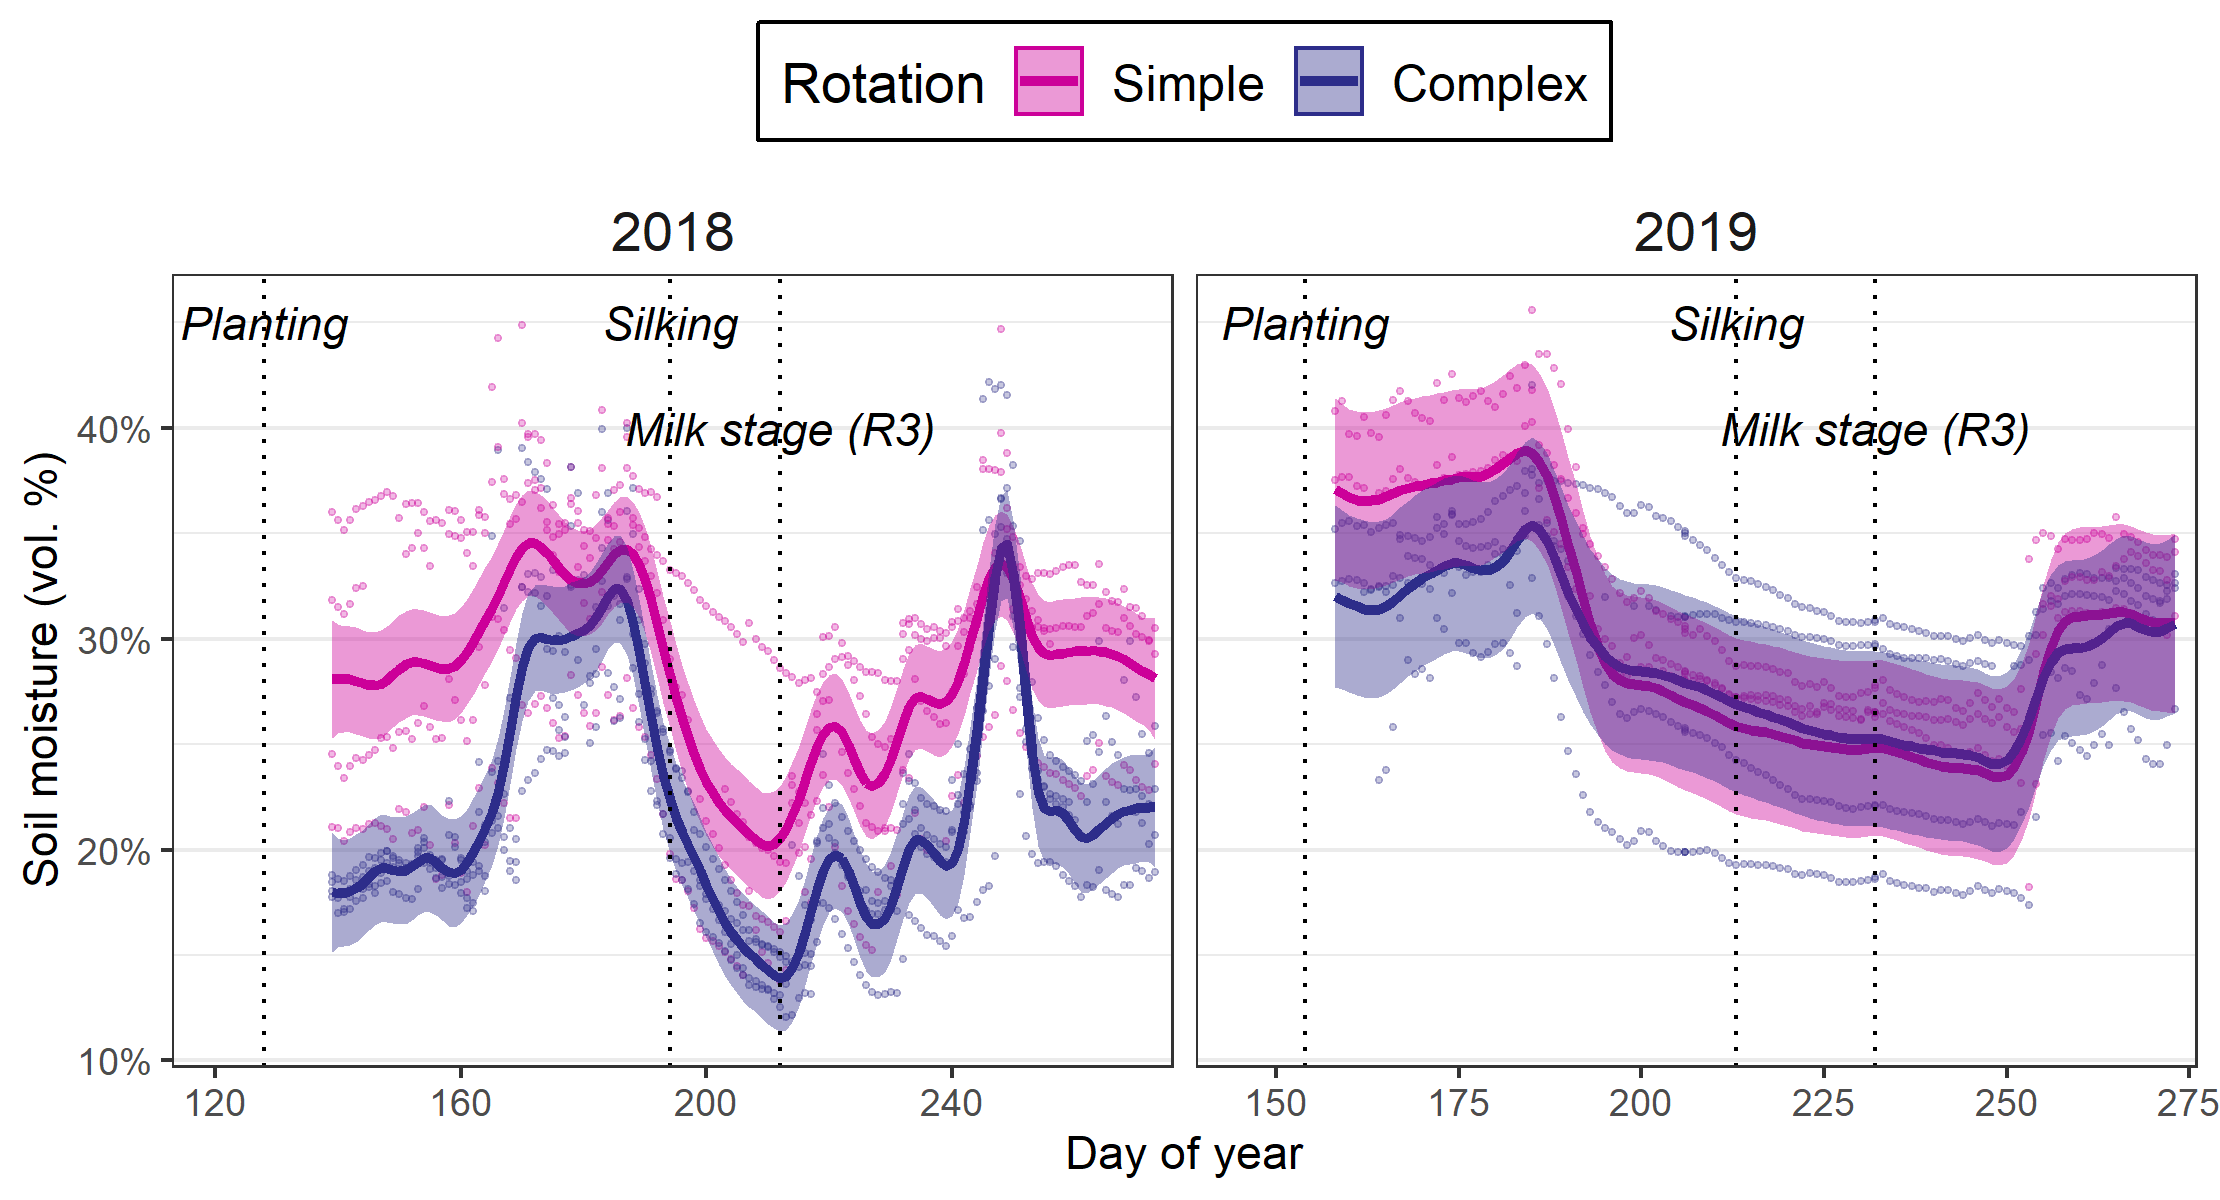 Rotation Simple Complex
2018 2019
Planting Silking Planting Silking
Milk stage (R3) Milk stage (R3)
40%
30%
20%
10%
Soil moisture (vol. %)
120 160 200 240 150 175 200 225 250 275
Day of year